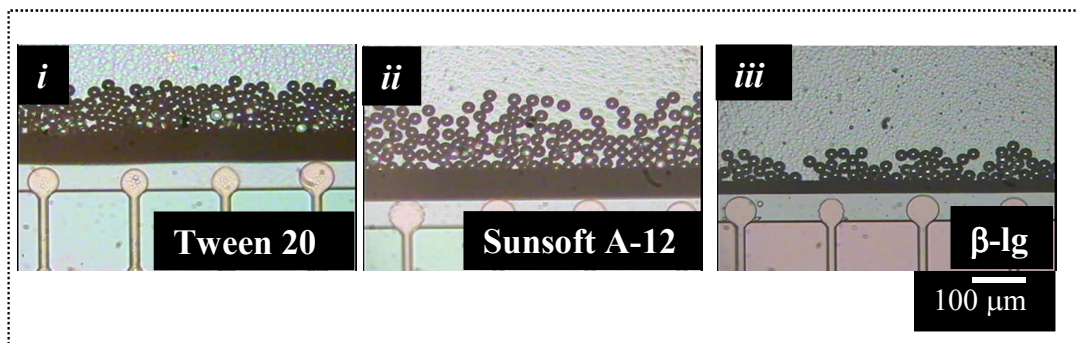 i
ii
iii
Tween 20
Sunsoft A-12
β-lg
100 μm